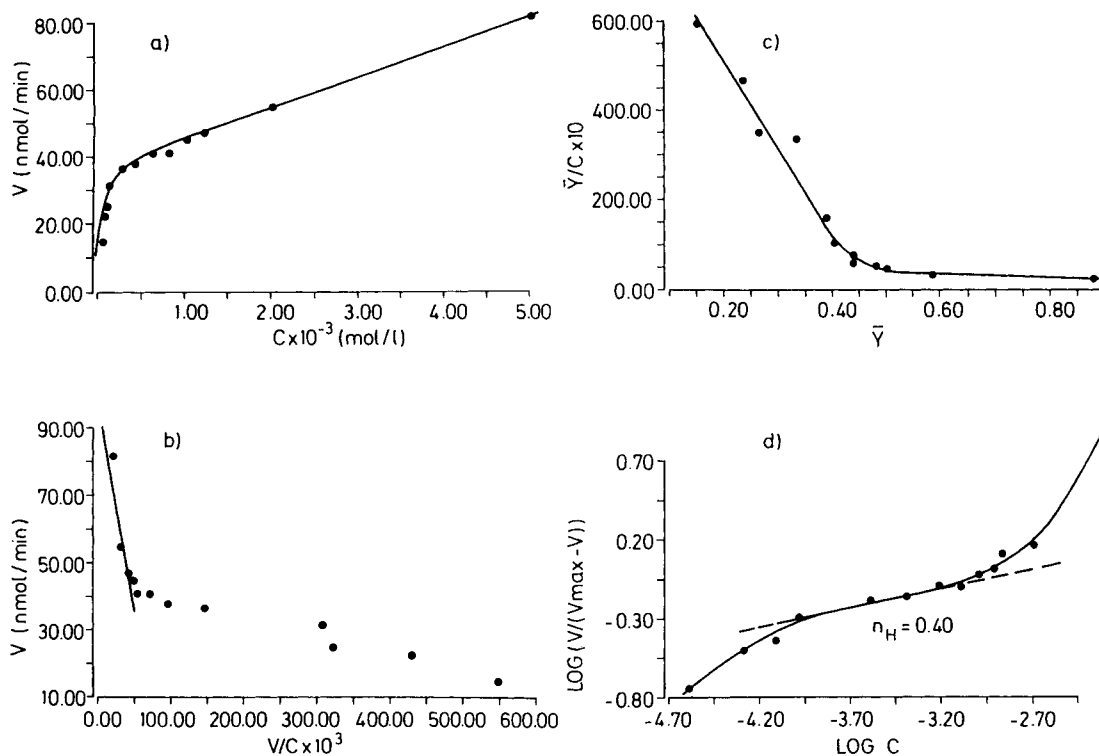 a)
V (nmol/min)
80.00
60.00
40.00
20.00
0.00
1.00 2.00 3.00 4.00 5.00
C x 10⁻³ (mol/l)
c)
Ȳ/C x 10
600.00
400.00
200.00
0.00
0.20 0.40 0.60 0.80
Ȳ
b)
V (nmol/min)
90.00
70.00
50.00
30.00
10.00
0.00 100.00 300.00 400.00 500.00 600.00
V/C x 10³
d)
LOG (V/(Vmax - V))
0.70
0.20
-0.30
-0.80
n_H = 0.40
-4.70 -4.20 -3.70 -3.20 -2.70
LOG C